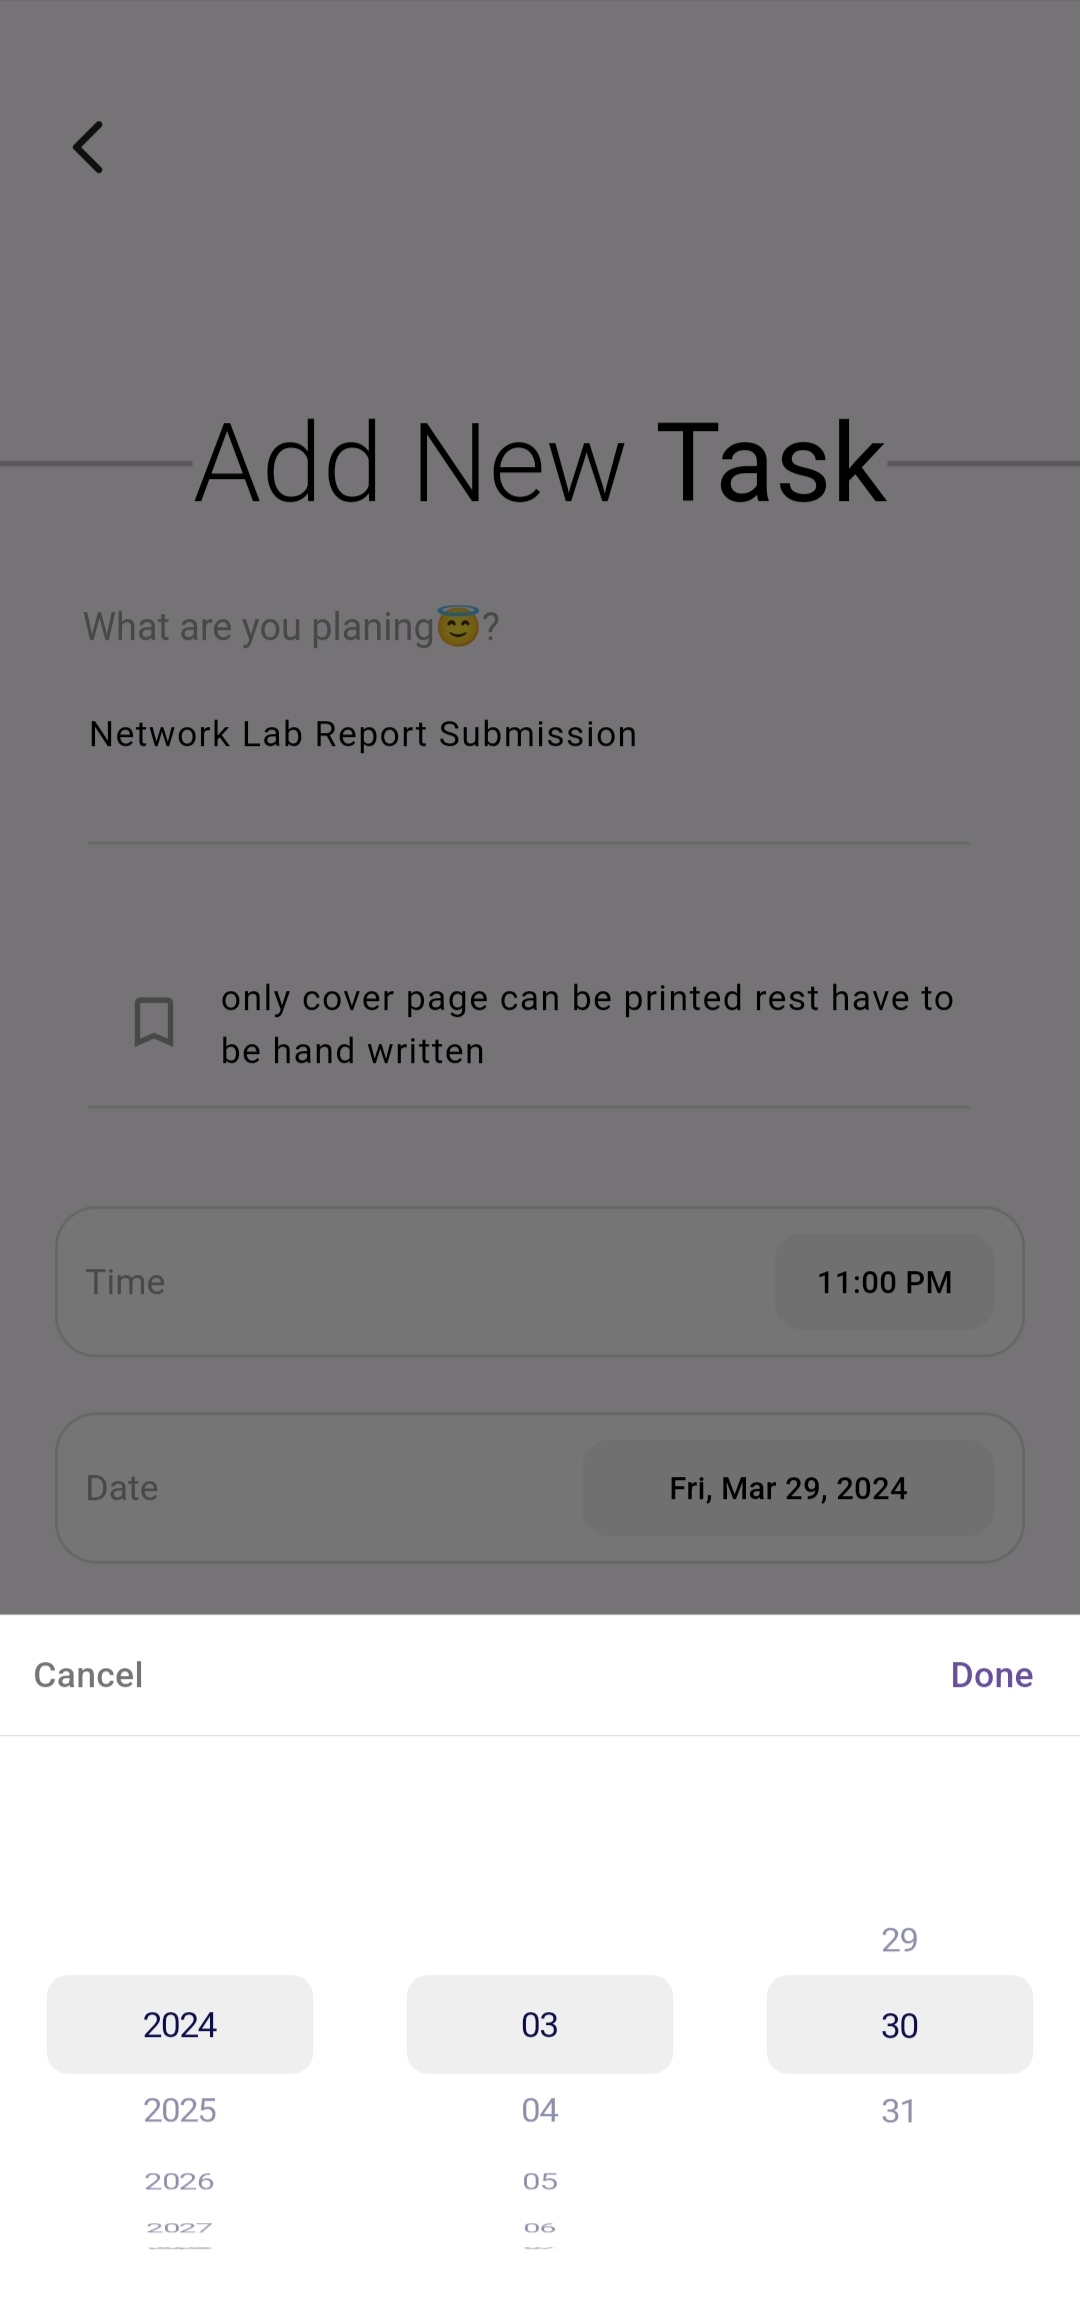 Add New Task
What are you planing😇?
Network Lab Report Submission
only cover page can be printed rest have to
be hand written
Time
11:00 PM
Date
Fri, Mar 29, 2024
Cancel
Done
29
2024
03
30
2025
04
31
2026
05
2027
06